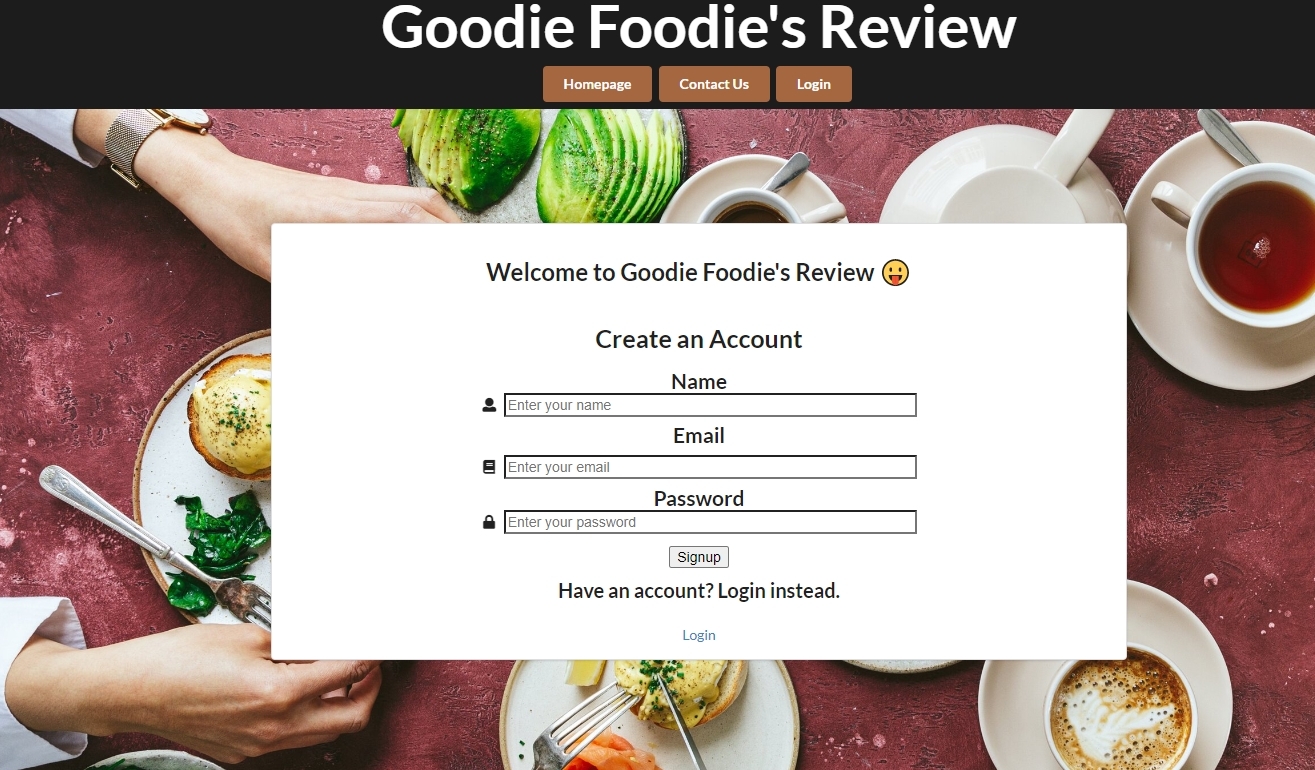 Goodie Foodie's Review
Homepage Contact Us Login
Welcome to Goodie Foodie's Review 😛
Create an Account
Name
Enter your name
Email
Enter your email
Password
Enter your password
Signup
Have an account? Login instead.
Login